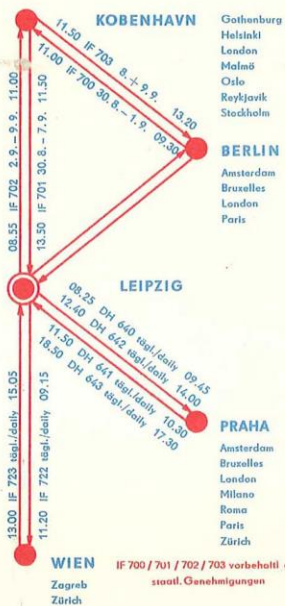 KOBENHAVN
Gothenburg
Helsinki
London
Malmö
Oslo
Reykjavik
Stockholm
11.50 IF 703 8. + 9.9. 13.20
11.00 IF 700 30.8. – 1.9. 09.30
08.55 IF 702 2.9. – 9.9. 11.00
13.50 IF 701 30.8. – 7.9. 11.50
BERLIN
Amsterdam
Bruxelles
London
Paris
LEIPZIG
08.25 DH 640 tägl./daily 09.45
12.40 DH 642 tägl./daily 14.00
11.50 DH 641 tägl./daily 10.30
18.50 DH 643 tägl./daily 17.30
13.00 IF 723 tägl./daily 15.05
11.20 IF 722 tägl./daily 09.15
PRAHA
Amsterdam
Bruxelles
London
Milano
Roma
Paris
Zürich
WIEN
Zagreb
Zürich
IF 700 / 701 / 702 / 703 vorbehaltl
staatl. Genehmigungen